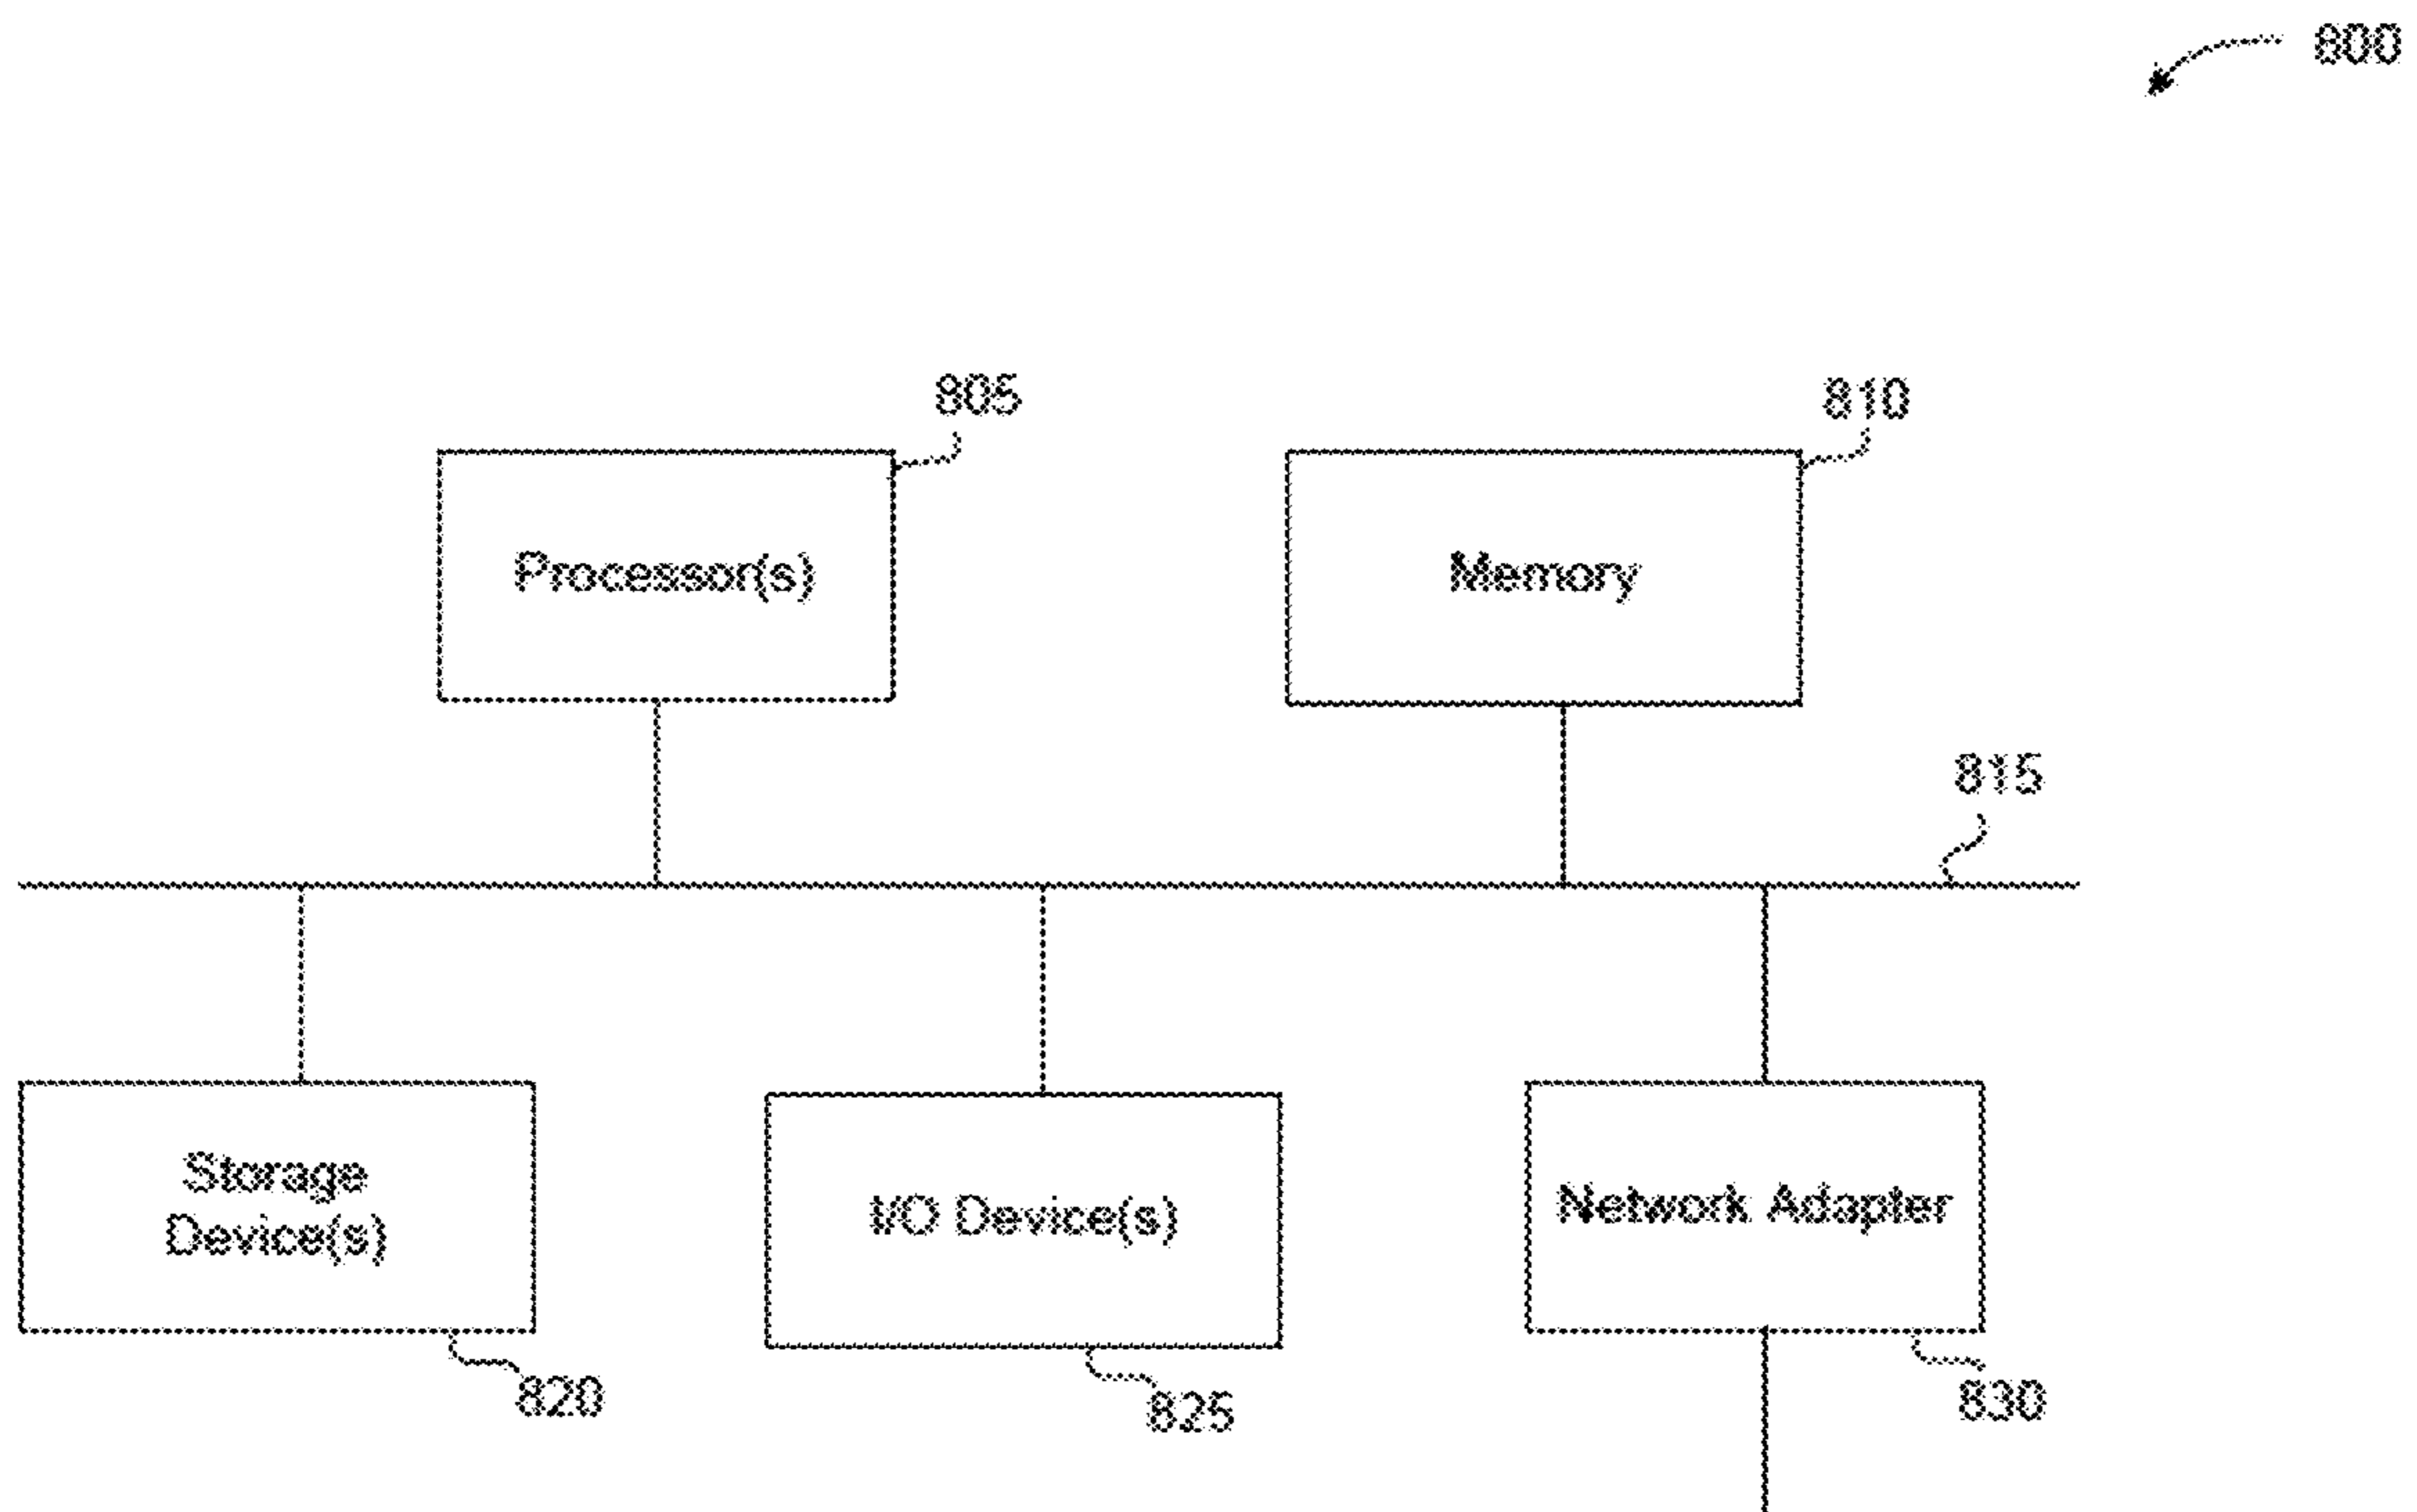 800
805
810
Processor(s)
Memory
815
Storage
Device(s)
I/O Device(s)
Network Adapter
820
825
830